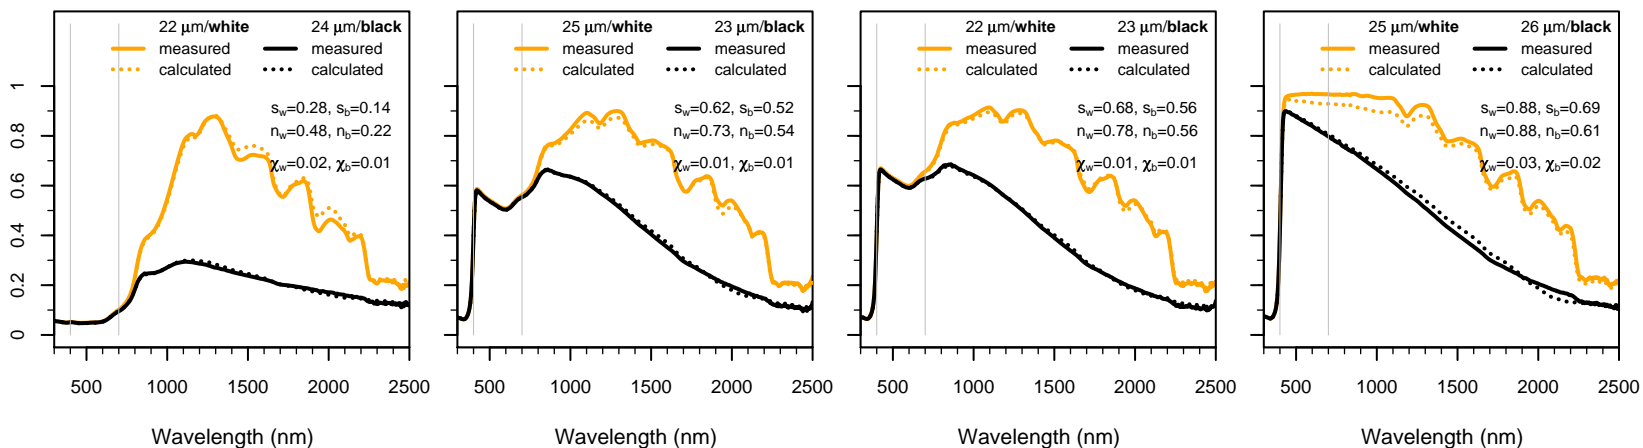 22 μm/white 24 μm/black
measured measured
calculated calculated
s_w=0.28, s_b=0.14
n_w=0.48, n_b=0.22
χ_w=0.02, χ_b=0.01
0 0.2 0.4 0.6 0.8 1
500 1000 1500 2000 2500
Wavelength (nm)
25 μm/white 23 μm/black
measured measured
calculated calculated
s_w=0.62, s_b=0.52
n_w=0.73, n_b=0.54
χ_w=0.01, χ_b=0.01
500 1000 1500 2000 2500
Wavelength (nm)
22 μm/white 23 μm/black
measured measured
calculated calculated
s_w=0.68, s_b=0.56
n_w=0.78, n_b=0.56
χ_w=0.01, χ_b=0.01
500 1000 1500 2000 2500
Wavelength (nm)
25 μm/white 26 μm/black
measured measured
calculated calculated
s_w=0.88, s_b=0.69
n_w=0.88, n_b=0.61
χ_w=0.03, χ_b=0.02
500 1000 1500 2000 2500
Wavelength (nm)